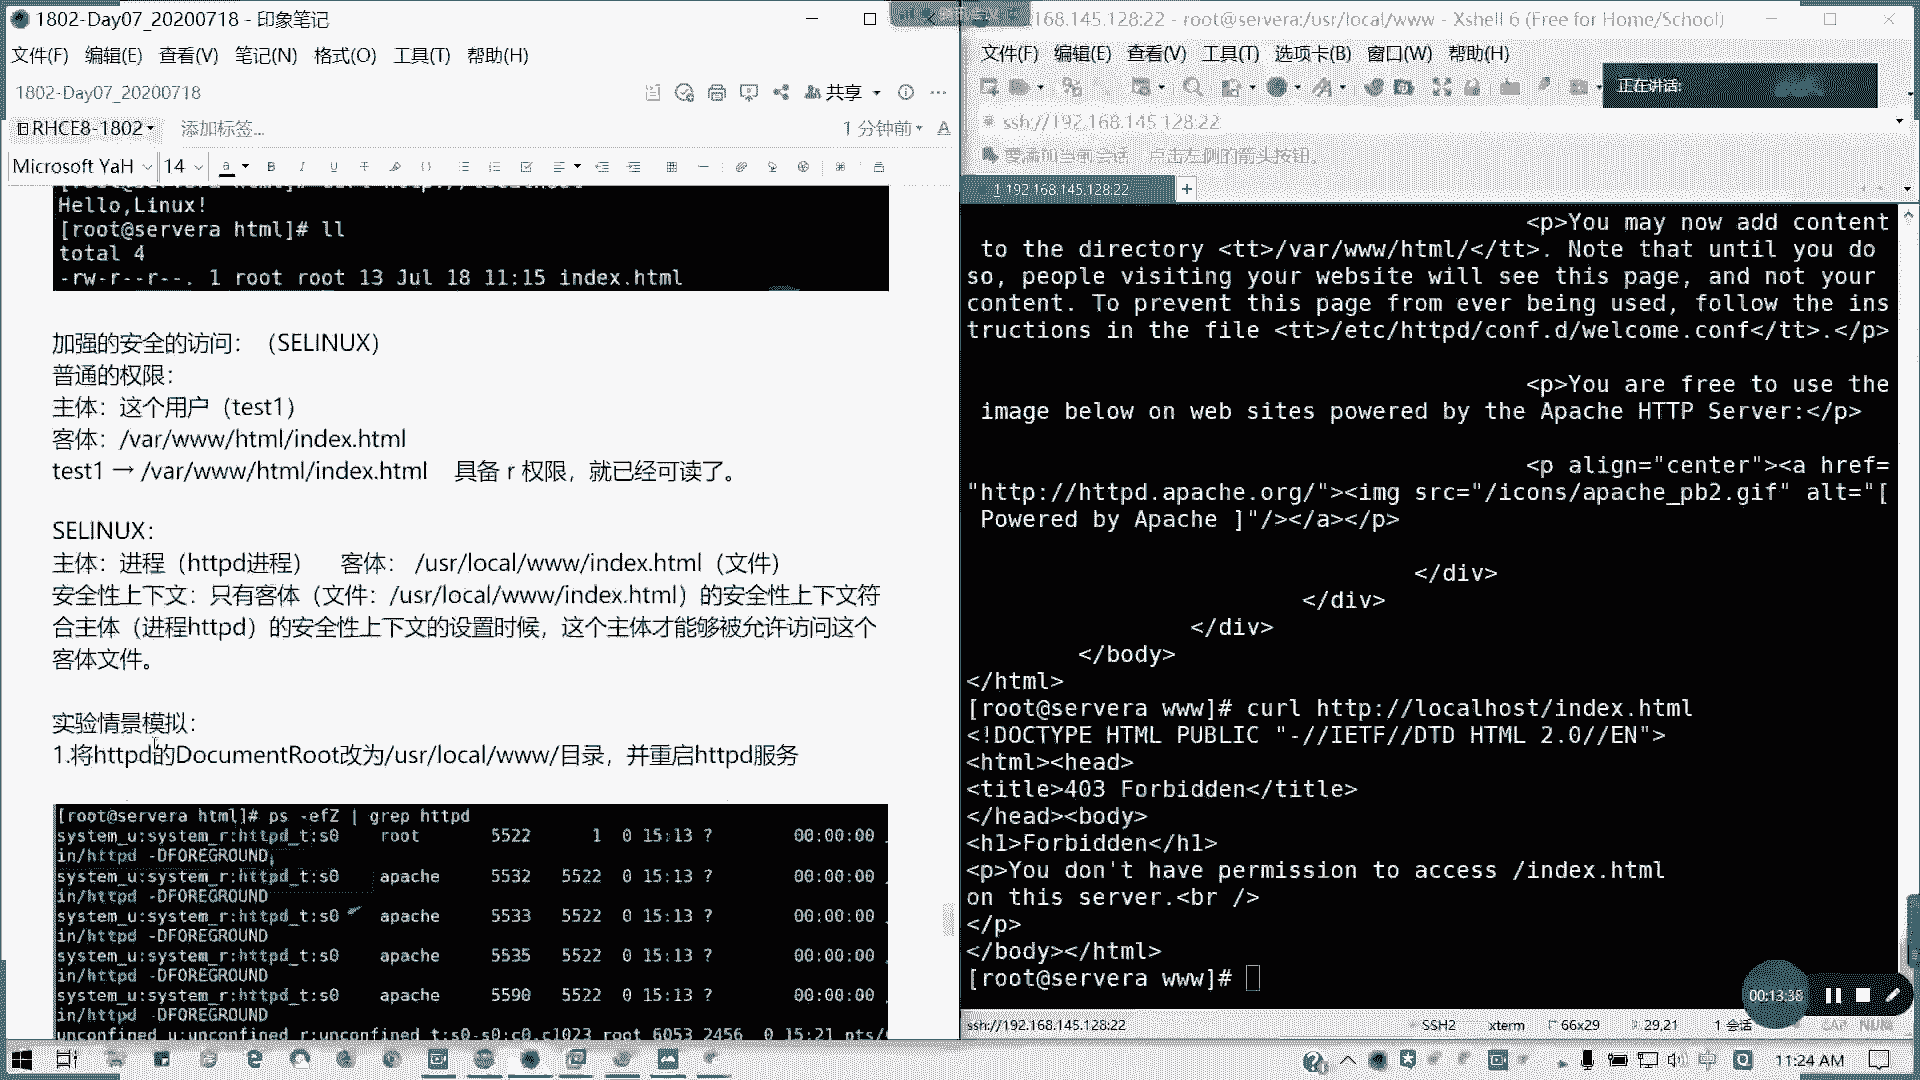 1802-Day07_20200718 - 印象笔记
文件(F) 编辑(E) 查看(V) 笔记(N) 格式(O) 工具(T) 帮助(H)
1802-Day07_20200718
共享
RHCE8-1802
添加标签...
1 分钟前
Microsoft YaH 14
Hello,Linux!
[root@servera html]# ll
total 4
-rw-r--r--. 1 root root 13 Jul 18 11:15 index.html
加强的安全的访问：（SELINUX）
普通的权限：
主体：这个用户（test1）
客体：/var/www/html/index.html
test1 → /var/www/html/index.html 具备 r 权限，就已经可读了。
SELINUX：
主体：进程（httpd进程） 客体： /usr/local/www/index.html（文件）
安全性上下文：只有客体（文件：/usr/local/www/index.html）的安全性上下文符
合主体（进程httpd）的安全性上下文的设置时候，这个主体才能够被允许访问这个
客体文件。
实验情景模拟：
1.将httpd的DocumentRoot改为/usr/local/www/目录，并重启httpd服务
[root@servera html]# ps -efZ | grep httpd
system_u:system_r:httpd_t:s0 root 5522 1 0 15:13 ? 00:00:00
in/httpd -DFOREGROUND
system_u:system_r:httpd_t:s0 apache 5532 5522 0 15:13 ? 00:00:00
in/httpd -DFOREGROUND
system_u:system_r:httpd_t:s0 apache 5533 5522 0 15:13 ? 00:00:00
in/httpd -DFOREGROUND
system_u:system_r:httpd_t:s0 apache 5535 5522 0 15:13 ? 00:00:00
in/httpd -DFOREGROUND
system_u:system_r:httpd_t:s0 apache 5590 5522 0 15:13 ? 00:00:00
in/httpd -DFOREGROUND
unconfined_u:unconfined_r:unconfined_t:s0-s0:c0.c1023 root 6053 2456 0 15:21 pts/
168.145.128:22 - root@servera:/usr/local/www - Xshell 6 (Free for Home/School)
文件(F) 编辑(E) 查看(V) 工具(T) 选项卡(B) 窗口(W) 帮助(H)
正在讲话:
ssh://192.168.145.128:22
要添加当前会话，点击左侧的箭头按钮。
1 192.168.145.128:22
<p>You may now add content
to the directory <tt>/var/www/html/</tt>. Note that until you do
so, people visiting your website will see this page, and not your
content. To prevent this page from ever being used, follow the ins
tructions in the file <tt>/etc/httpd/conf.d/welcome.conf</tt>.</p>
<p>You are free to use the
image below on web sites powered by the Apache HTTP Server:</p>
<p align="center"><a href=
"http://httpd.apache.org/"><img src="/icons/apache_pb2.gif" alt="[
Powered by Apache ]"/></a></p>
</div>
</div>
</div>
</body>
</html>
[root@servera www]# curl http://localhost/index.html
<!DOCTYPE HTML PUBLIC "-//IETF//DTD HTML 2.0//EN">
<html><head>
<title>403 Forbidden</title>
</head><body>
<h1>Forbidden</h1>
<p>You don't have permission to access /index.html
on this server.<br />
</p>
</body></html>
[root@servera www]#
00:13:38
ssh://192.168.145.128:22 SSH2 xterm 66x29 29,21 1 会话 CAP NUM
11:24 AM